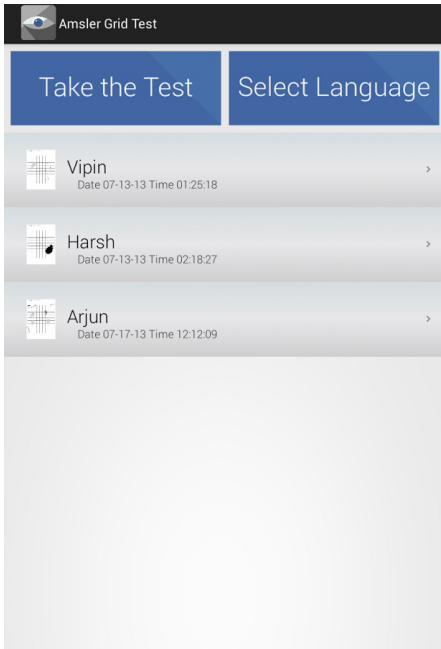 Amsler Grid Test
Take the Test
Select Language
Vipin
Date 07-13-13 Time 01:25:18
Harsh
Date 07-13-13 Time 02:18:27
Arjun
Date 07-17-13 Time 12:12:09